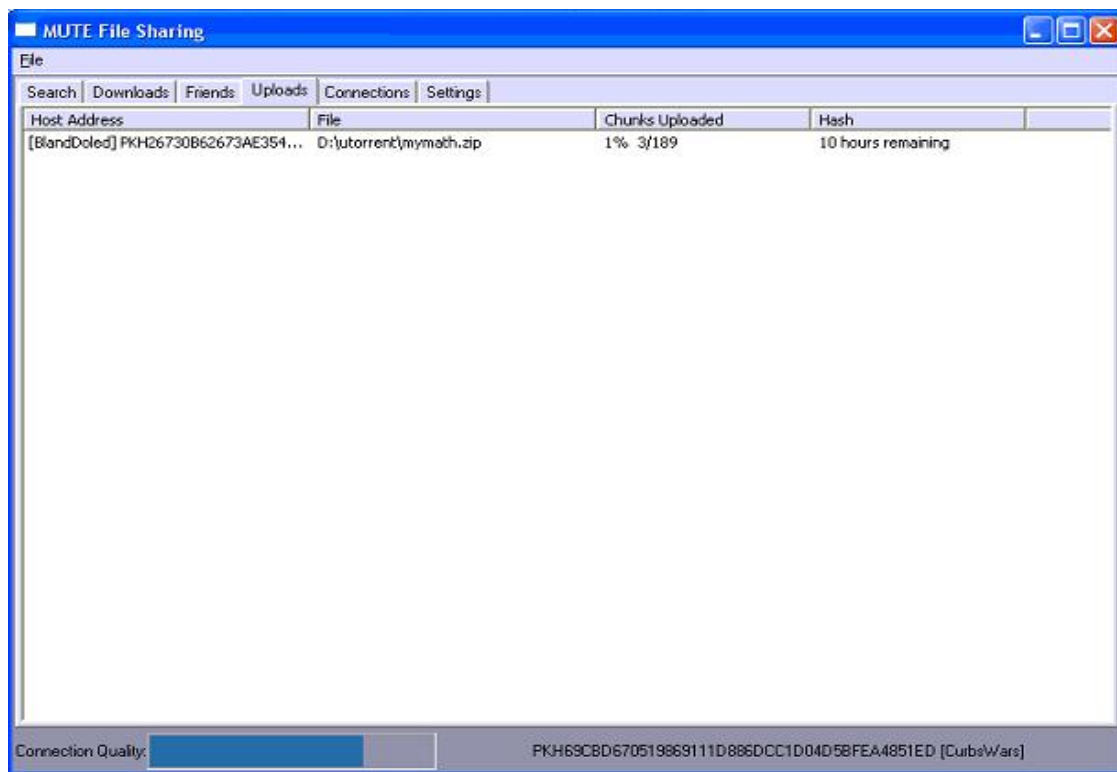 MUTE File Sharing
File
Search Downloads Friends Uploads Connections Settings
Host Address File Chunks Uploaded Hash
[BlandDoled] PKH26730B62673AE354... D:\utorrent\mymath.zip 1% 3/189 10 hours remaining
Connection Quality: PKH69CBD670519869111D886DCC1D04D5BFEA4851ED [CurbsWars]